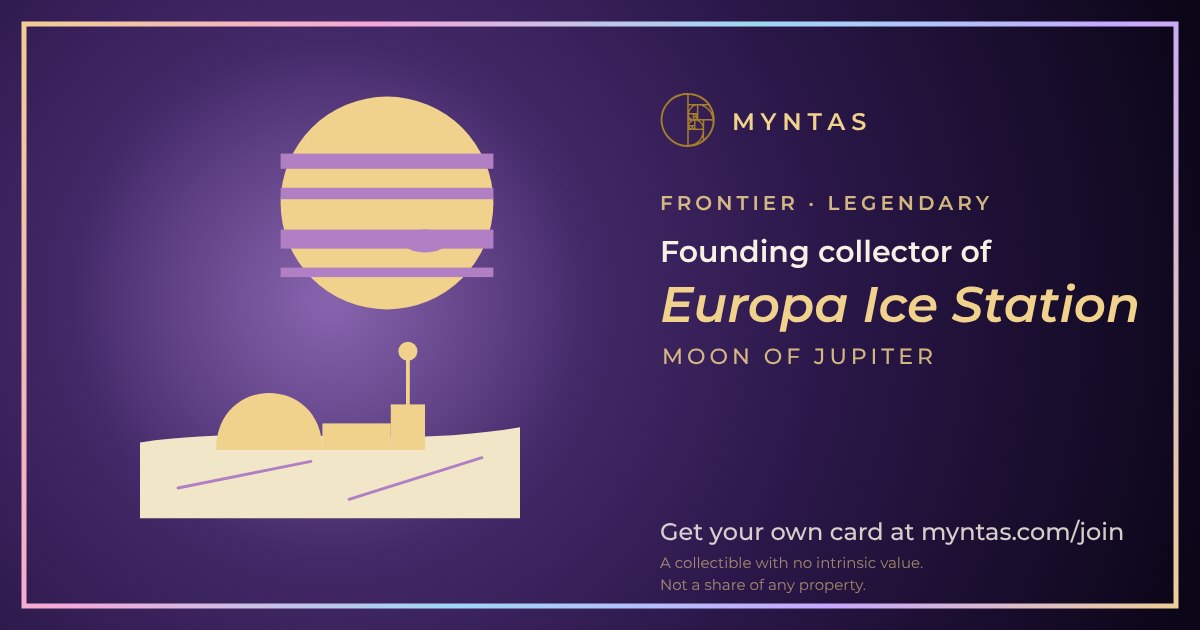 MYNTAS
FRONTIER · LEGENDARY
Founding collector of
Europa Ice Station
MOON OF JUPITER
Get your own card at myntas.com/join
A collectible with no intrinsic value.
Not a share of any property.